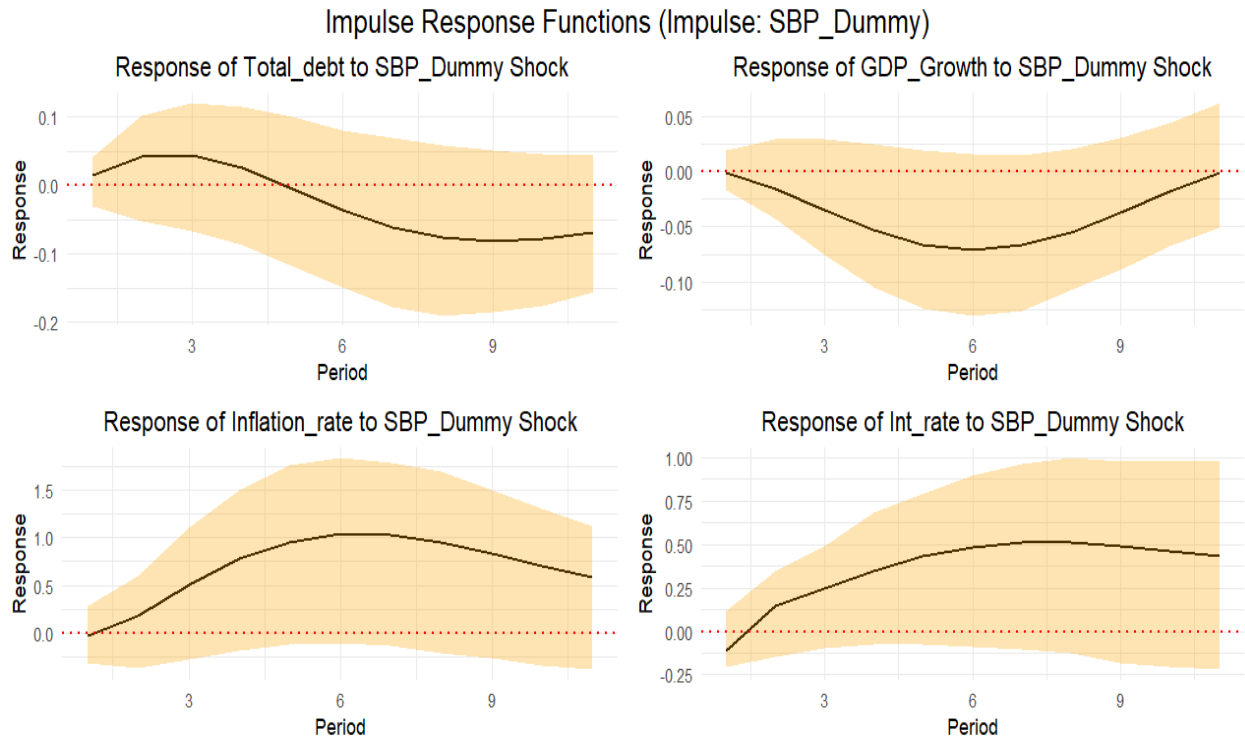 Impulse Response Functions (Impulse: SBP_Dummy)
Response of Total_debt to SBP_Dummy Shock
Response
0.1
0.0
-0.1
-0.2
3
6
9
Period
Response of GDP_Growth to SBP_Dummy Shock
Response
0.05
0.00
-0.05
-0.10
3
6
9
Period
Response of Inflation_rate to SBP_Dummy Shock
Response
1.5
1.0
0.5
0.0
3
6
9
Period
Response of Int_rate to SBP_Dummy Shock
Response
1.00
0.75
0.50
0.25
0.00
-0.25
3
6
9
Period